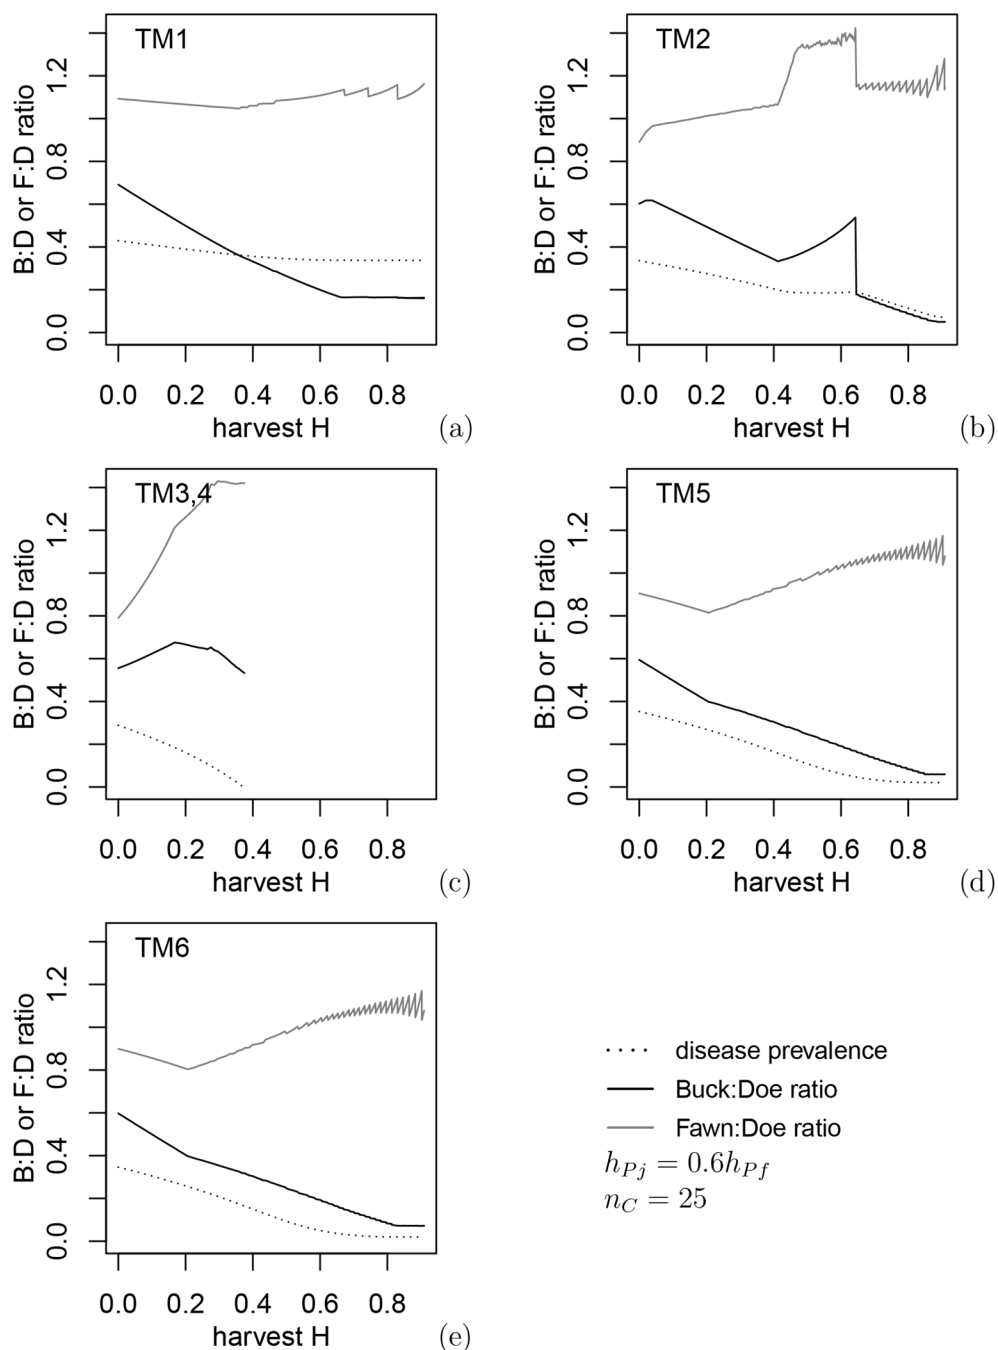 TM1
B:D or F:D ratio
0.0 0.4 0.8 1.2
0.0 0.2 0.4 0.6 0.8
harvest H
(a)
TM2
B:D or F:D ratio
0.0 0.4 0.8 1.2
0.0 0.2 0.4 0.6 0.8
harvest H
(b)
TM3,4
B:D or F:D ratio
0.0 0.4 0.8 1.2
0.0 0.2 0.4 0.6 0.8
harvest H
(c)
TM5
B:D or F:D ratio
0.0 0.4 0.8 1.2
0.0 0.2 0.4 0.6 0.8
harvest H
(d)
TM6
B:D or F:D ratio
0.0 0.4 0.8 1.2
0.0 0.2 0.4 0.6 0.8
harvest H
(e)
disease prevalence
Buck:Doe ratio
Fawn:Doe ratio
h_{Pj} = 0.6h_{Pf}
n_C = 25